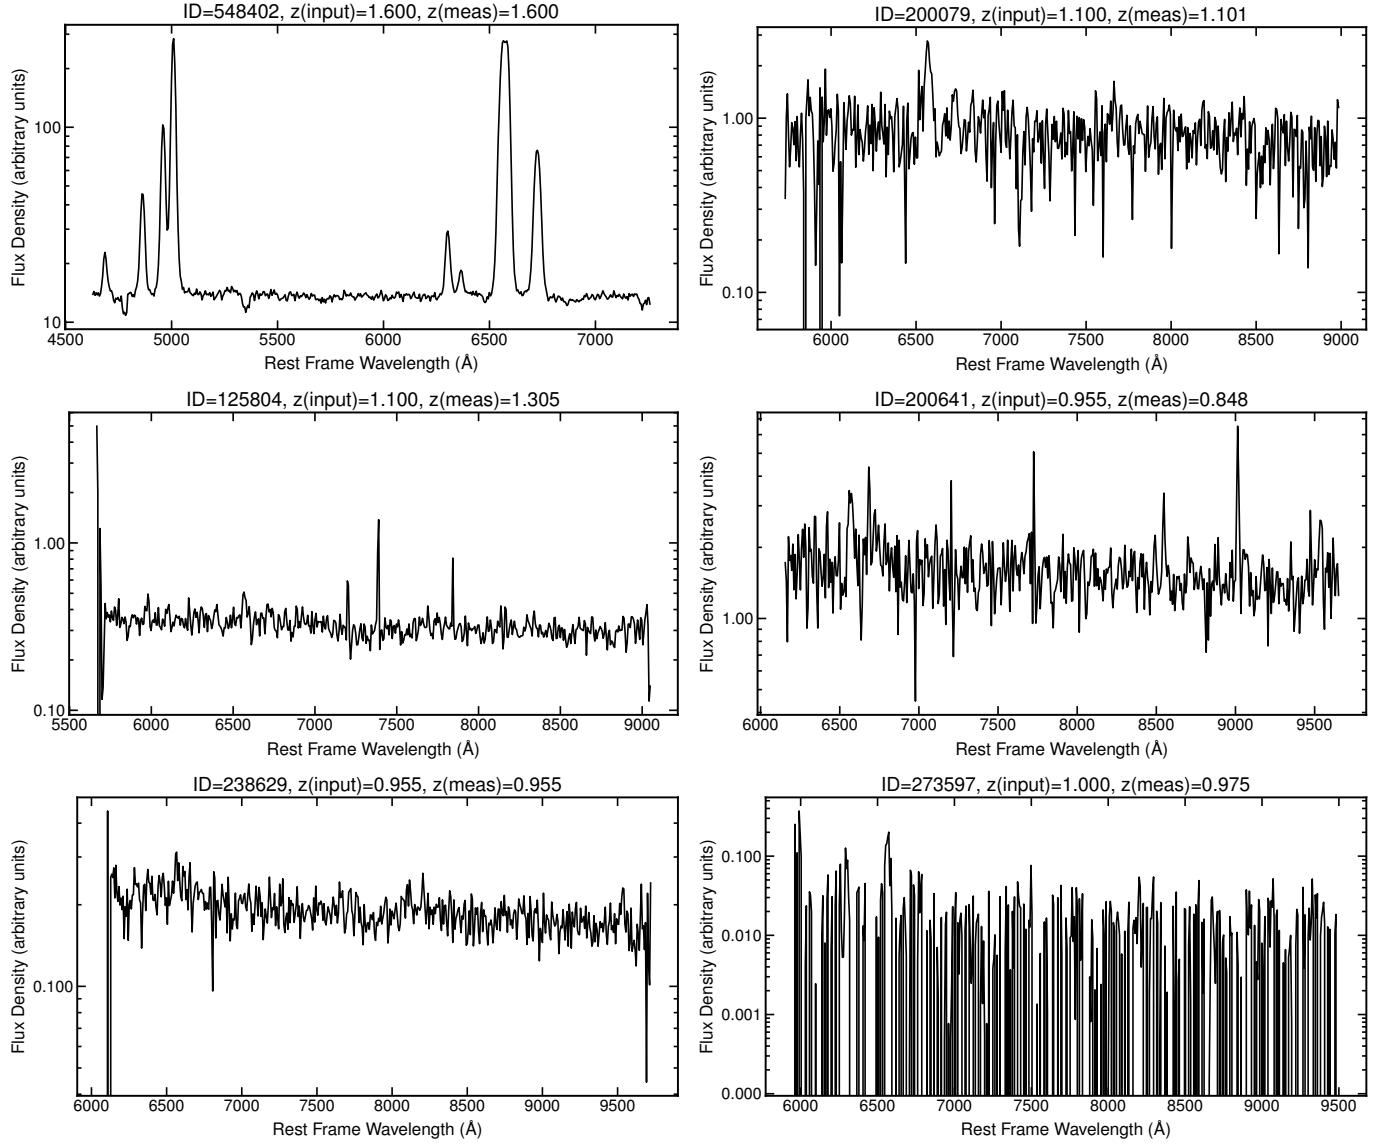 ID=548402, z(input)=1.600, z(meas)=1.600
Flux Density (arbitrary units)
100
10
4500 5000 5500 6000 6500 7000
Rest Frame Wavelength (Å)
ID=200079, z(input)=1.100, z(meas)=1.101
Flux Density (arbitrary units)
1.00
0.10
6000 6500 7000 7500 8000 8500 9000
Rest Frame Wavelength (Å)
ID=125804, z(input)=1.100, z(meas)=1.305
Flux Density (arbitrary units)
1.00
0.10
5500 6000 6500 7000 7500 8000 8500 9000
Rest Frame Wavelength (Å)
ID=200641, z(input)=0.955, z(meas)=0.848
Flux Density (arbitrary units)
1.00
6000 6500 7000 7500 8000 8500 9000 9500
Rest Frame Wavelength (Å)
ID=238629, z(input)=0.955, z(meas)=0.955
Flux Density (arbitrary units)
0.100
6000 6500 7000 7500 8000 8500 9000 9500
Rest Frame Wavelength (Å)
ID=273597, z(input)=1.000, z(meas)=0.975
Flux Density (arbitrary units)
0.100
0.010
0.001
0.000
6000 6500 7000 7500 8000 8500 9000 9500
Rest Frame Wavelength (Å)